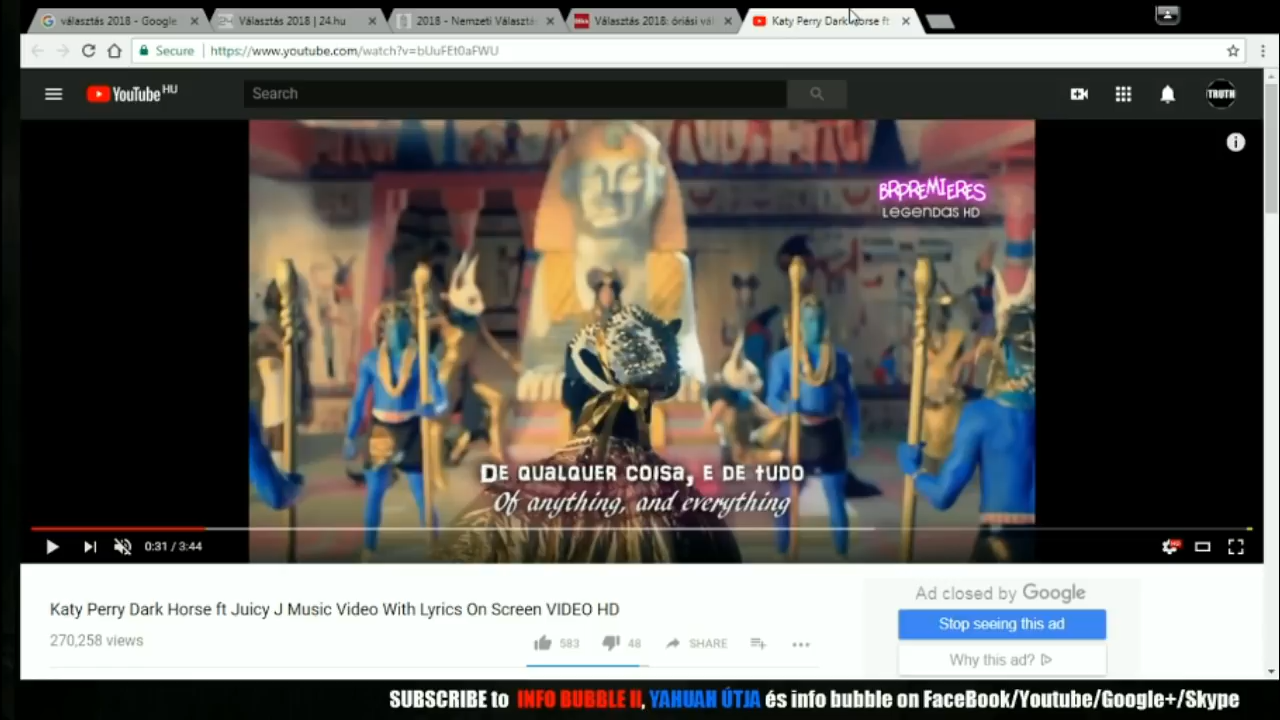 választás 2018 - Google
24 Választás 2018 | 24.hu
2018 - Nemzeti Választá
Választás 2018: óriási vál
Katy Perry Dark Horse ft
Secure | https://www.youtube.com/watch?v=bUuFEt0aFWU
YouTube HU
Search
TRUTH
BRPREMIERES
LEGENDAS HD
DE QUALQUER COISA, E DE TUDO
Of anything, and everything
0:31 / 3:44
HD
Katy Perry Dark Horse ft Juicy J Music Video With Lyrics On Screen VIDEO HD
270,258 views
583
48
SHARE
Ad closed by Google
Stop seeing this ad
Why this ad?
SUBSCRIBE to INFO BUBBLE II, YAHUAH ÚTJA és info bubble on FaceBook/Youtube/Google+/Skype